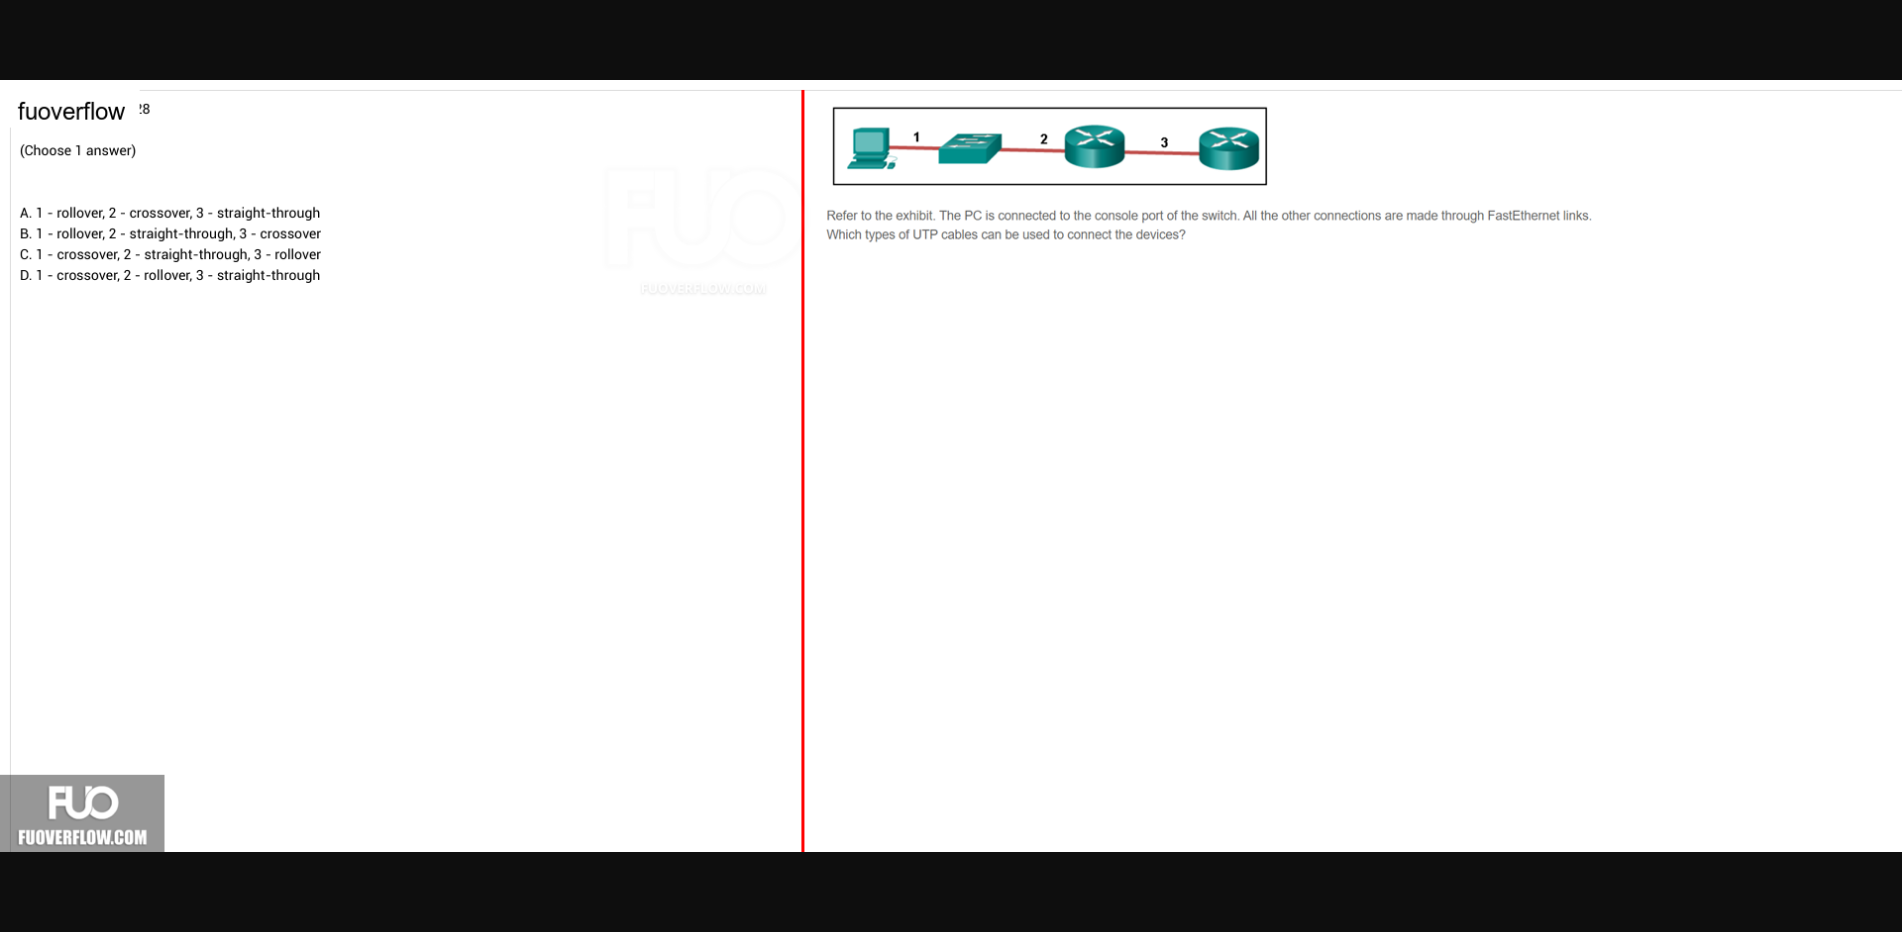 fuoverflow
28
(Choose 1 answer)
A. 1 - rollover, 2 - crossover, 3 - straight-through
B. 1 - rollover, 2 - straight-through, 3 - crossover
C. 1 - crossover, 2 - straight-through, 3 - rollover
D. 1 - crossover, 2 - rollover, 3 - straight-through
FUO
FUOVERFLOW.COM
FUO
FUOVERFLOW.COM
1
2
3
Refer to the exhibit. The PC is connected to the console port of the switch. All the other connections are made through FastEthernet links.
Which types of UTP cables can be used to connect the devices?